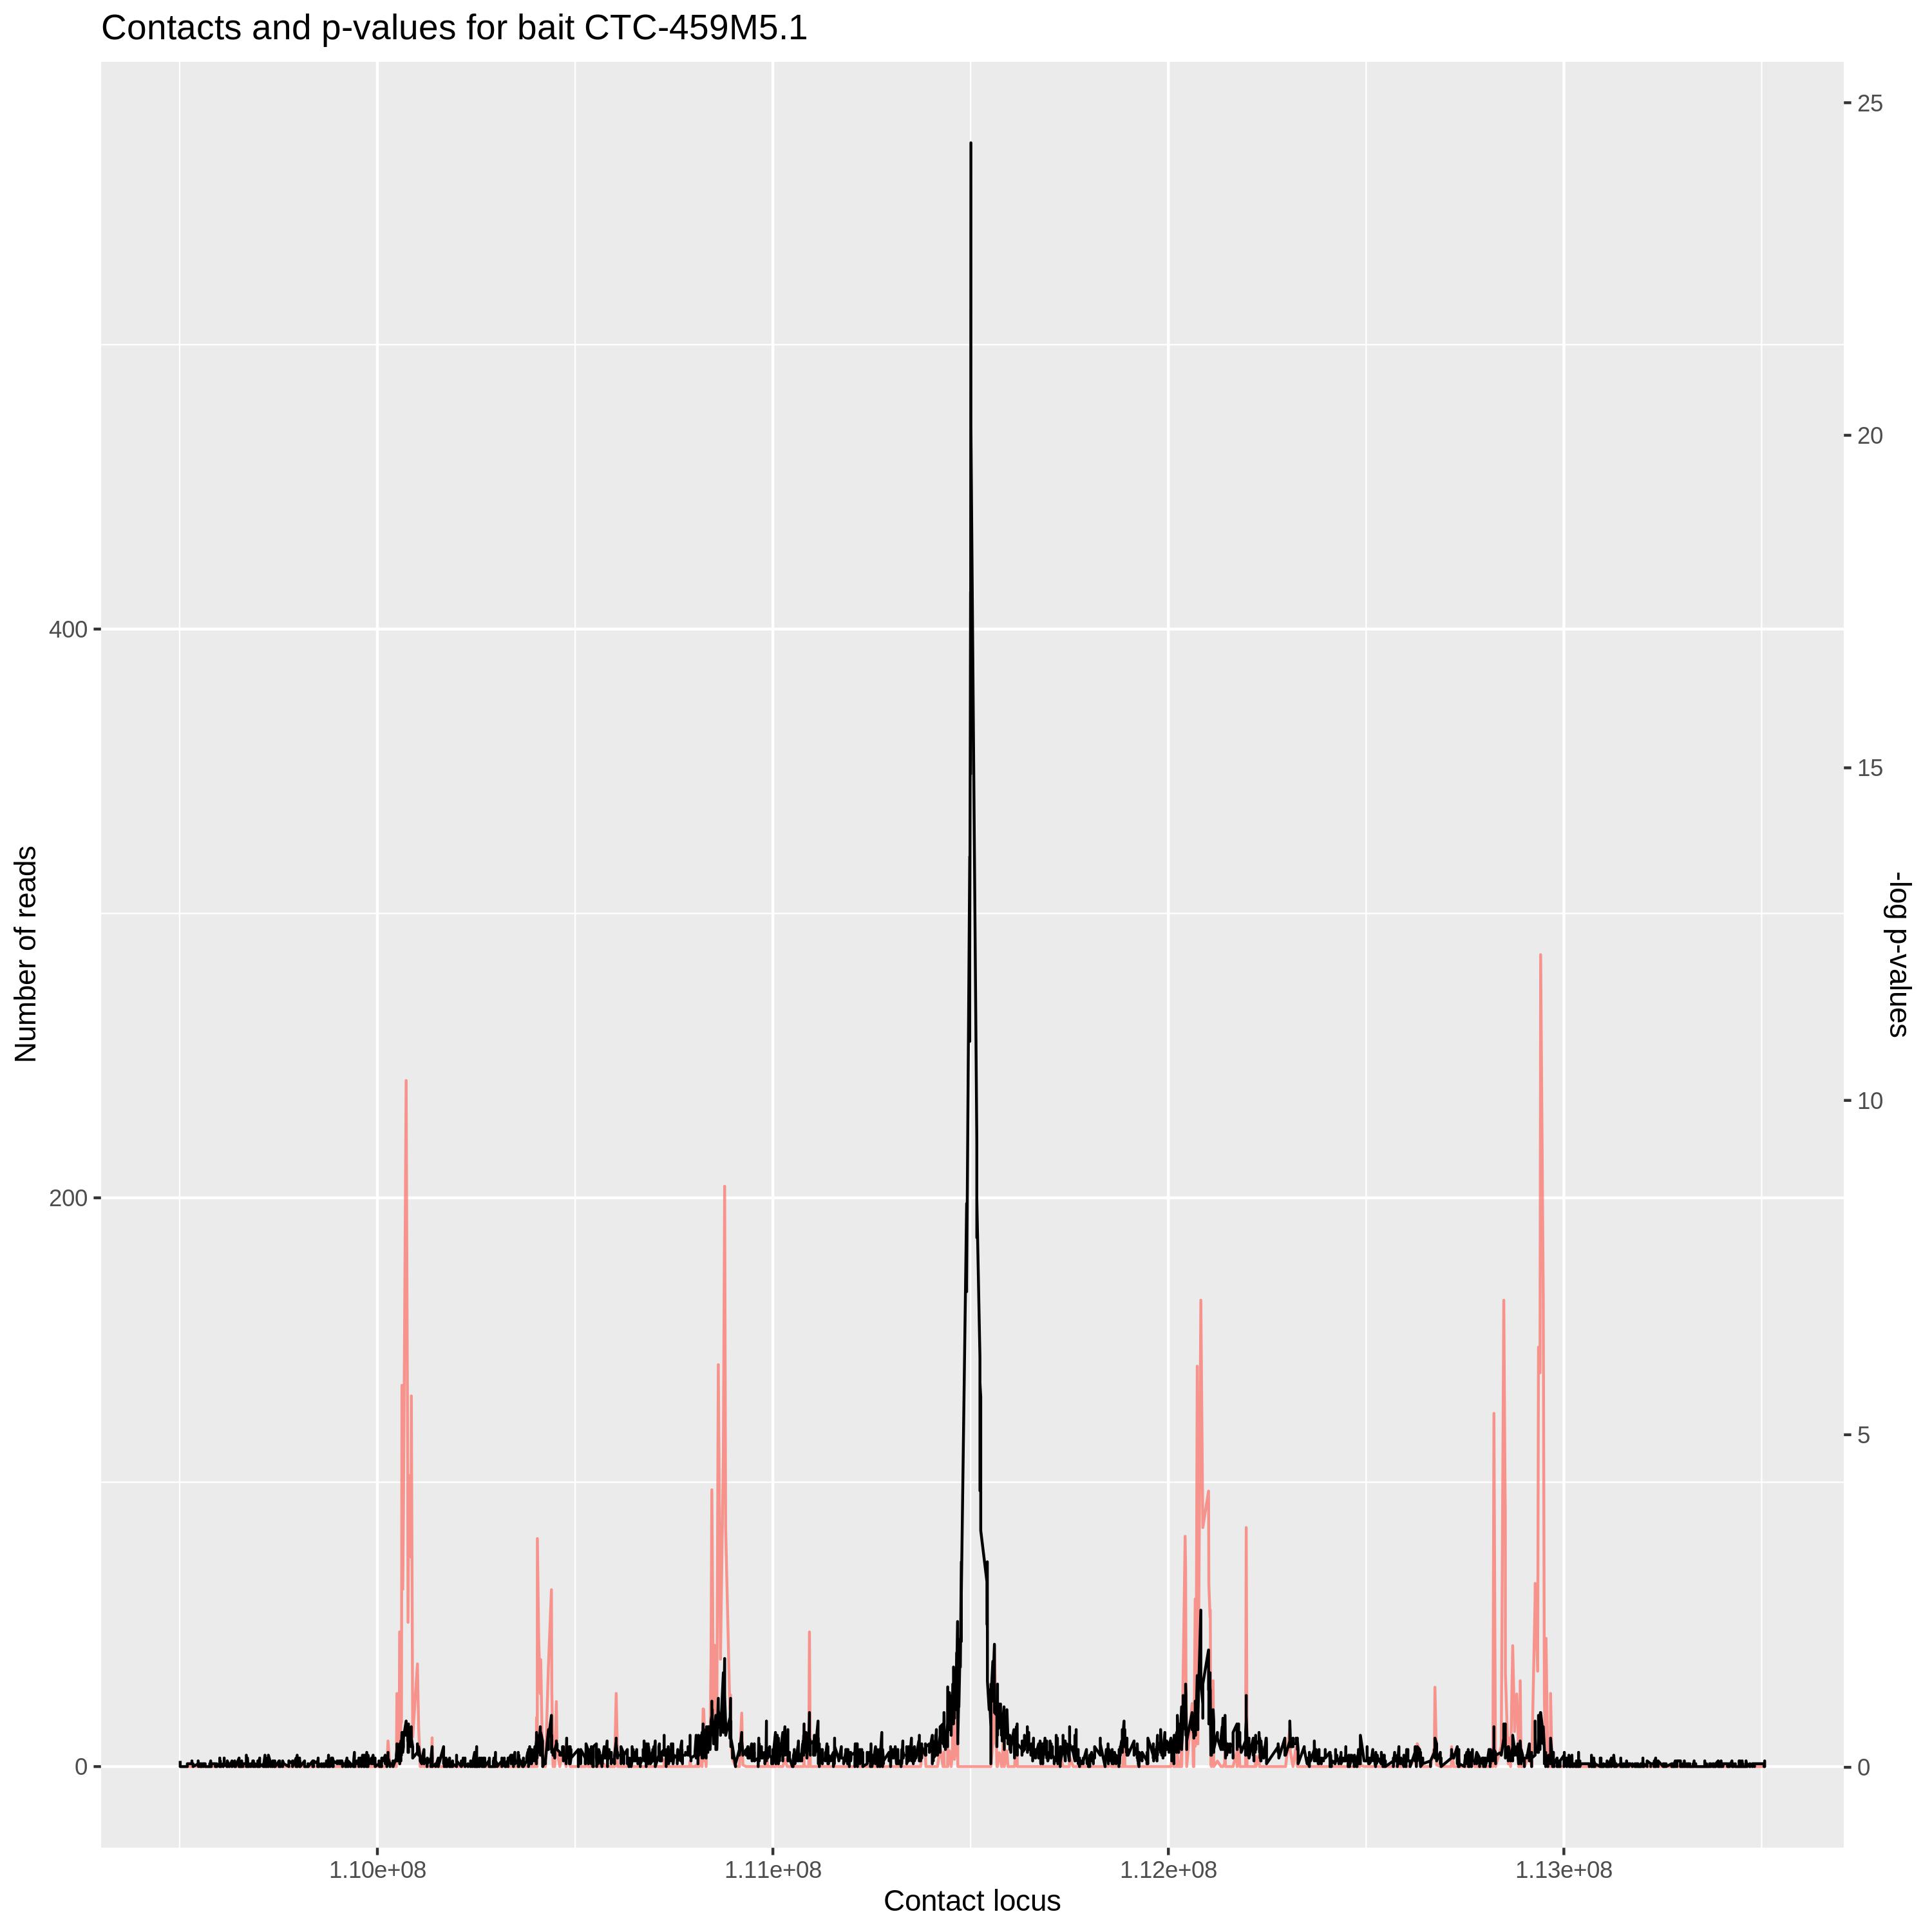 Contacts and p-values for bait CTC-459M5.1
Number of reads
400
200
0
25
20
15
10
5
0
-log p-values
1.10e+08
1.11e+08
1.12e+08
1.13e+08
Contact locus